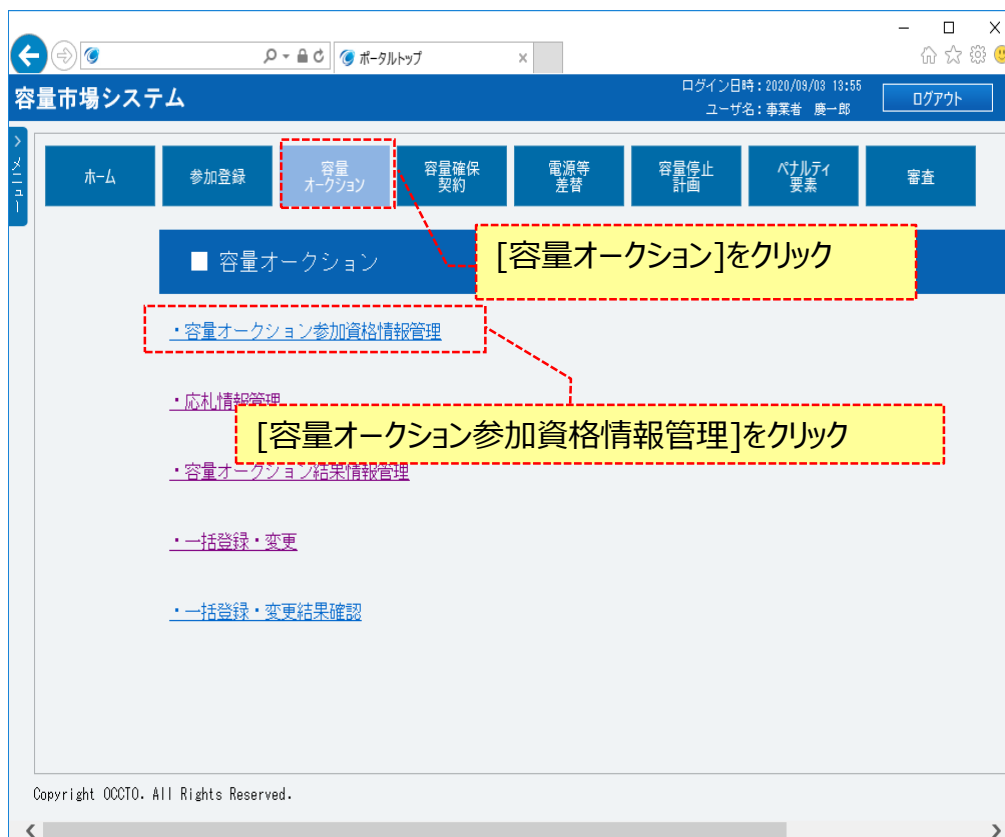 ポータルトップ
容量市場システム
ログイン日時：2020/09/03 13:55
ユーザ名：事業者　慶一郎
ログアウト
メニュー
ホーム
参加登録
容量
オークション
容量確保
契約
電源等
差替
容量停止
計画
ペナルティ
要素
審査
■ 容量オークション
[容量オークション]をクリック
・容量オークション参加資格情報管理
・応札情報管理
[容量オークション参加資格情報管理]をクリック
・容量オークション結果情報管理
・一括登録・変更
・一括登録・変更結果確認
Copyright OCCTO. All Rights Reserved.